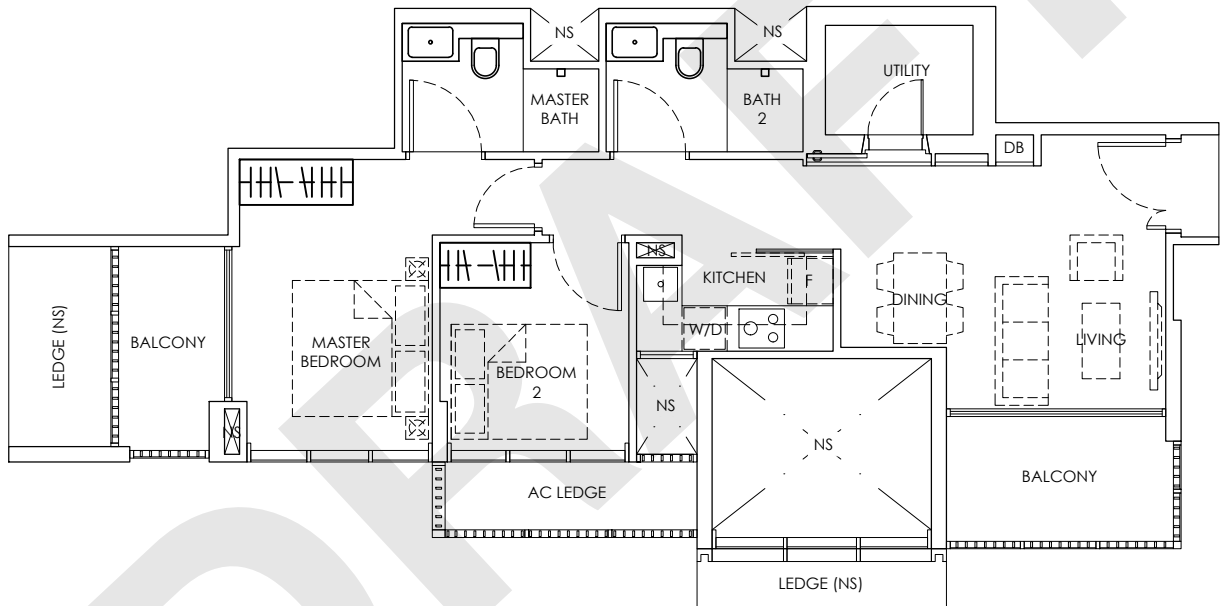 NS
NS
UTILITY
MASTER
BATH
BATH
2
DB
NS
KITCHEN
F
DINING
W/D
LIVING
LEDGE (NS)
BALCONY
MASTER
BEDROOM
BEDROOM
2
NS
NS
NS
BALCONY
AC LEDGE
LEDGE (NS)
DRAFT